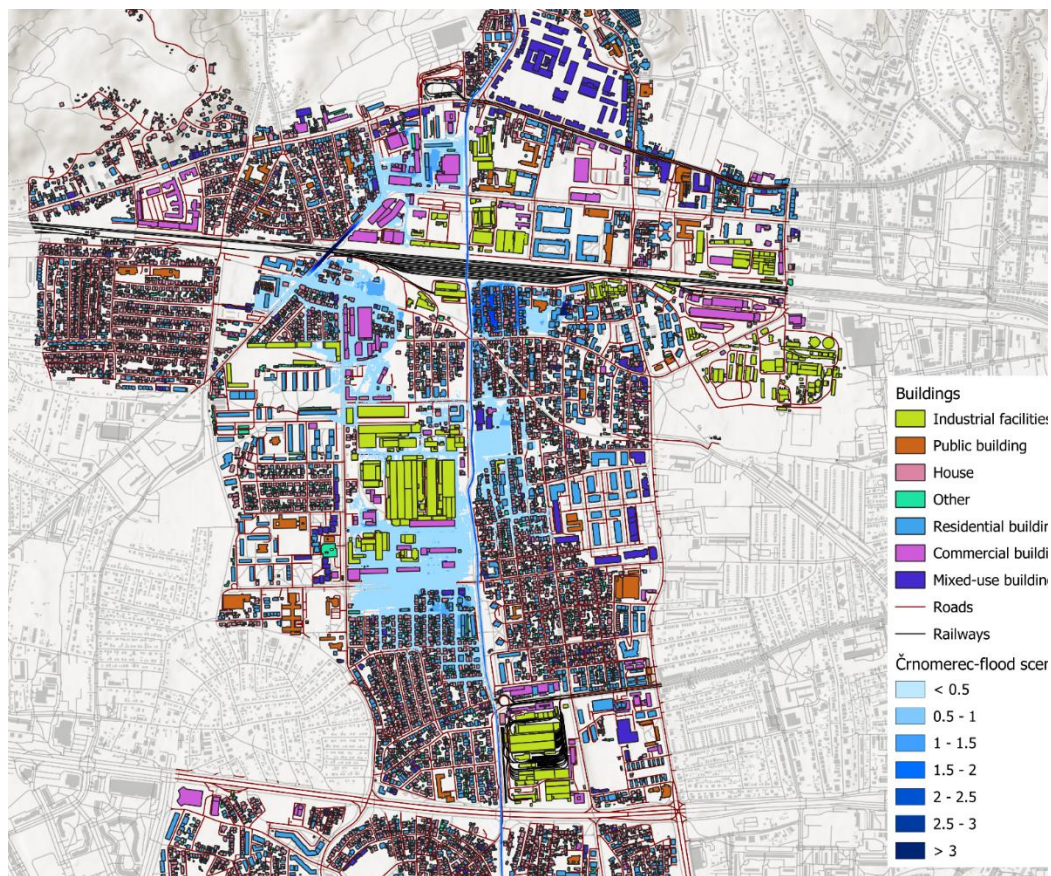 Buildings
Industrial facilities
Public building
House
Other
Residential buildin
Commercial buildi
Mixed-use building
Roads
Railways
Črnomerec-flood scen
< 0.5
0.5 - 1
1 - 1.5
1.5 - 2
2 - 2.5
2.5 - 3
> 3